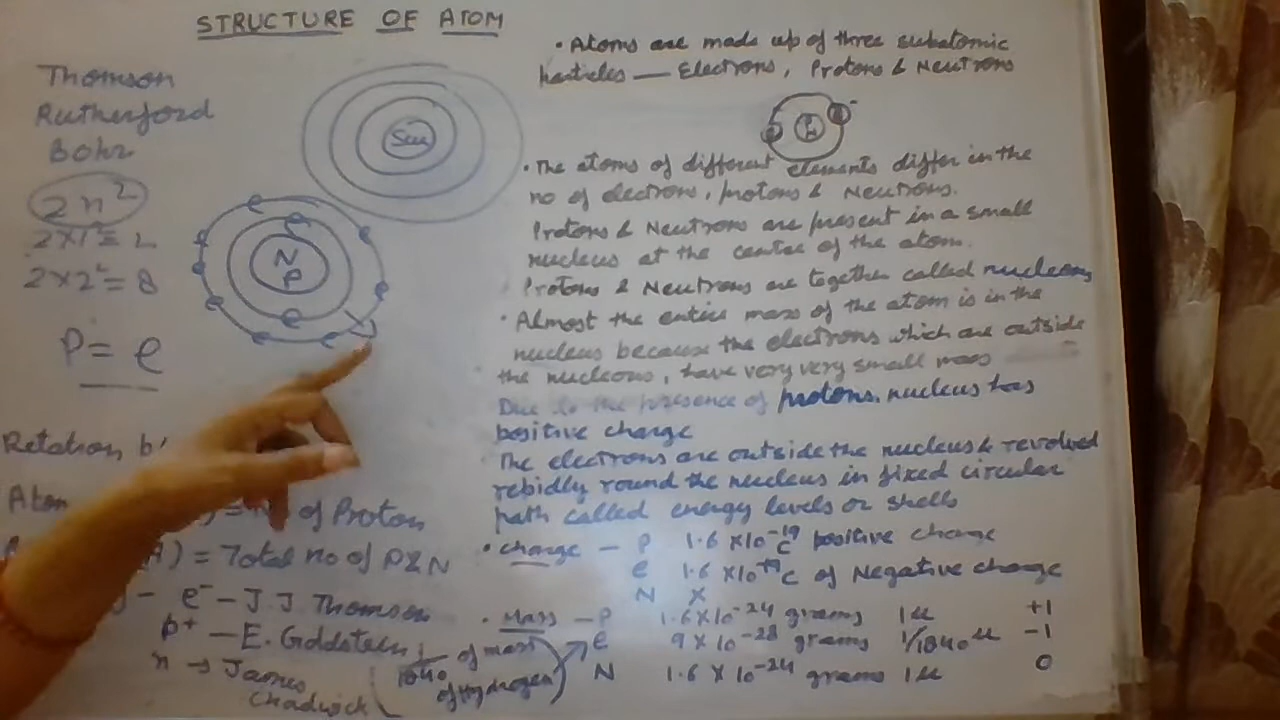 STRUCTURE OF ATOM
Thomson
Rutherford
Bohr
2n²
2×1²= 2
2×2²= 8
P = e
Sun
N
P
Relation b
Atom
= of Proton
A) = Total no of P&N
e⁻ – J.J. Thomson
p⁺ — E. Goldstein
n → James
Chadwick
1/1840 of mass
of Hydrogen
• Atoms are made up of three subatomic
particles — Electrons, Protons & Neutrons
• The atoms of different elements differ in the
no of electrons, protons & Neutrons.
Protons & Neutrons are present in a small
nucleus at the centre of the atom.
• Protons & Neutrons are together called nucleons
• Almost the entire mass of the atom is in the
nucleus because the electrons which are outside
the nucleons, have very very small mass
Due to the presence of protons, nucleus has
positive charge
The electrons are outside the nucleus & revolved
rebidly round the nucleus in fixed circular
path called energy levels or shells
• charge – P 1.6 ×10⁻¹⁹ C positive charge
e 1.6 ×10⁻¹⁹ C of Negative charge
N ×
• Mass – P 1.6×10⁻²⁴ grams 1u +1
e 9 × 10⁻²⁸ grams 1/1840 u -1
N 1.6 × 10⁻²⁴ grams 1u 0